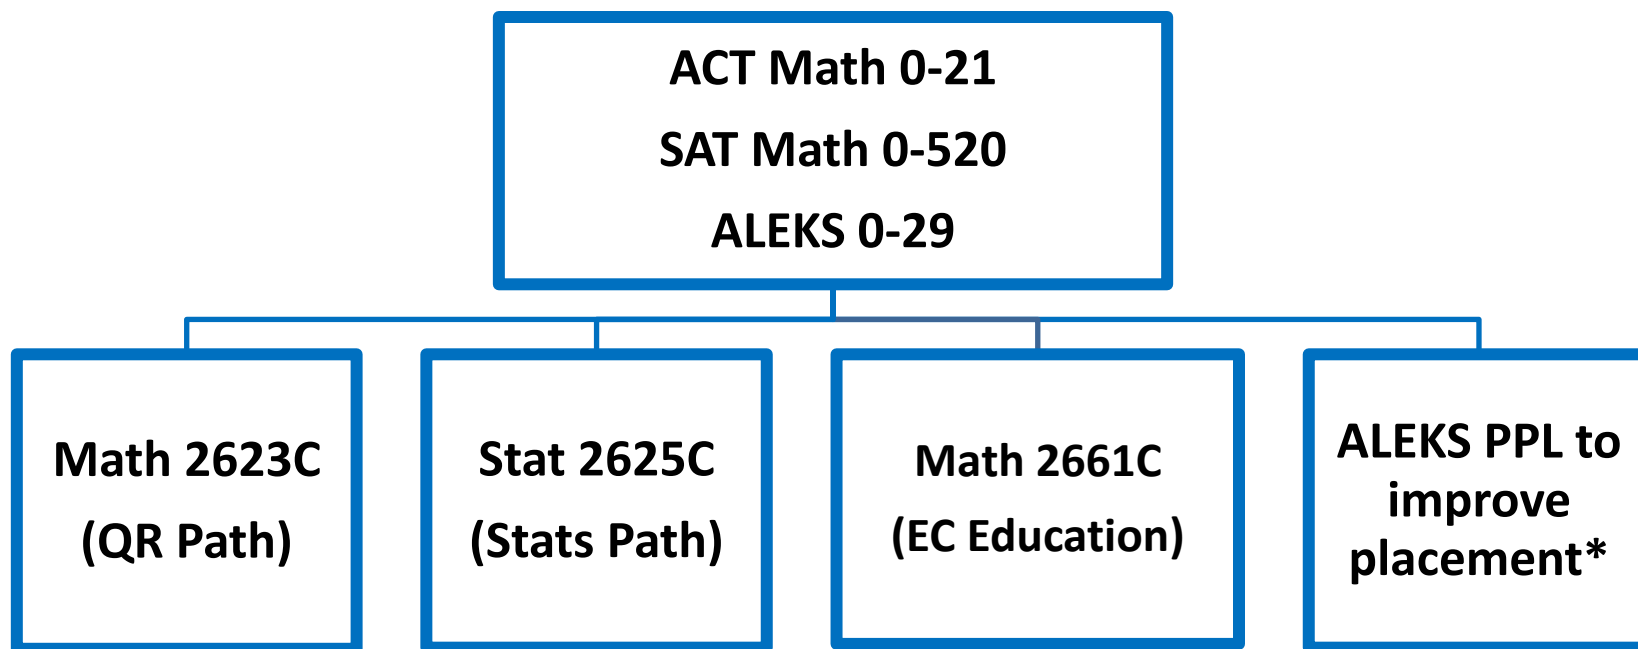 ACT Math 0-21
SAT Math 0-520
ALEKS 0-29
Math 2623C
(QR Path)
Stat 2625C
(Stats Path)
Math 2661C
(EC Education)
ALEKS PPL to
improve
placement*